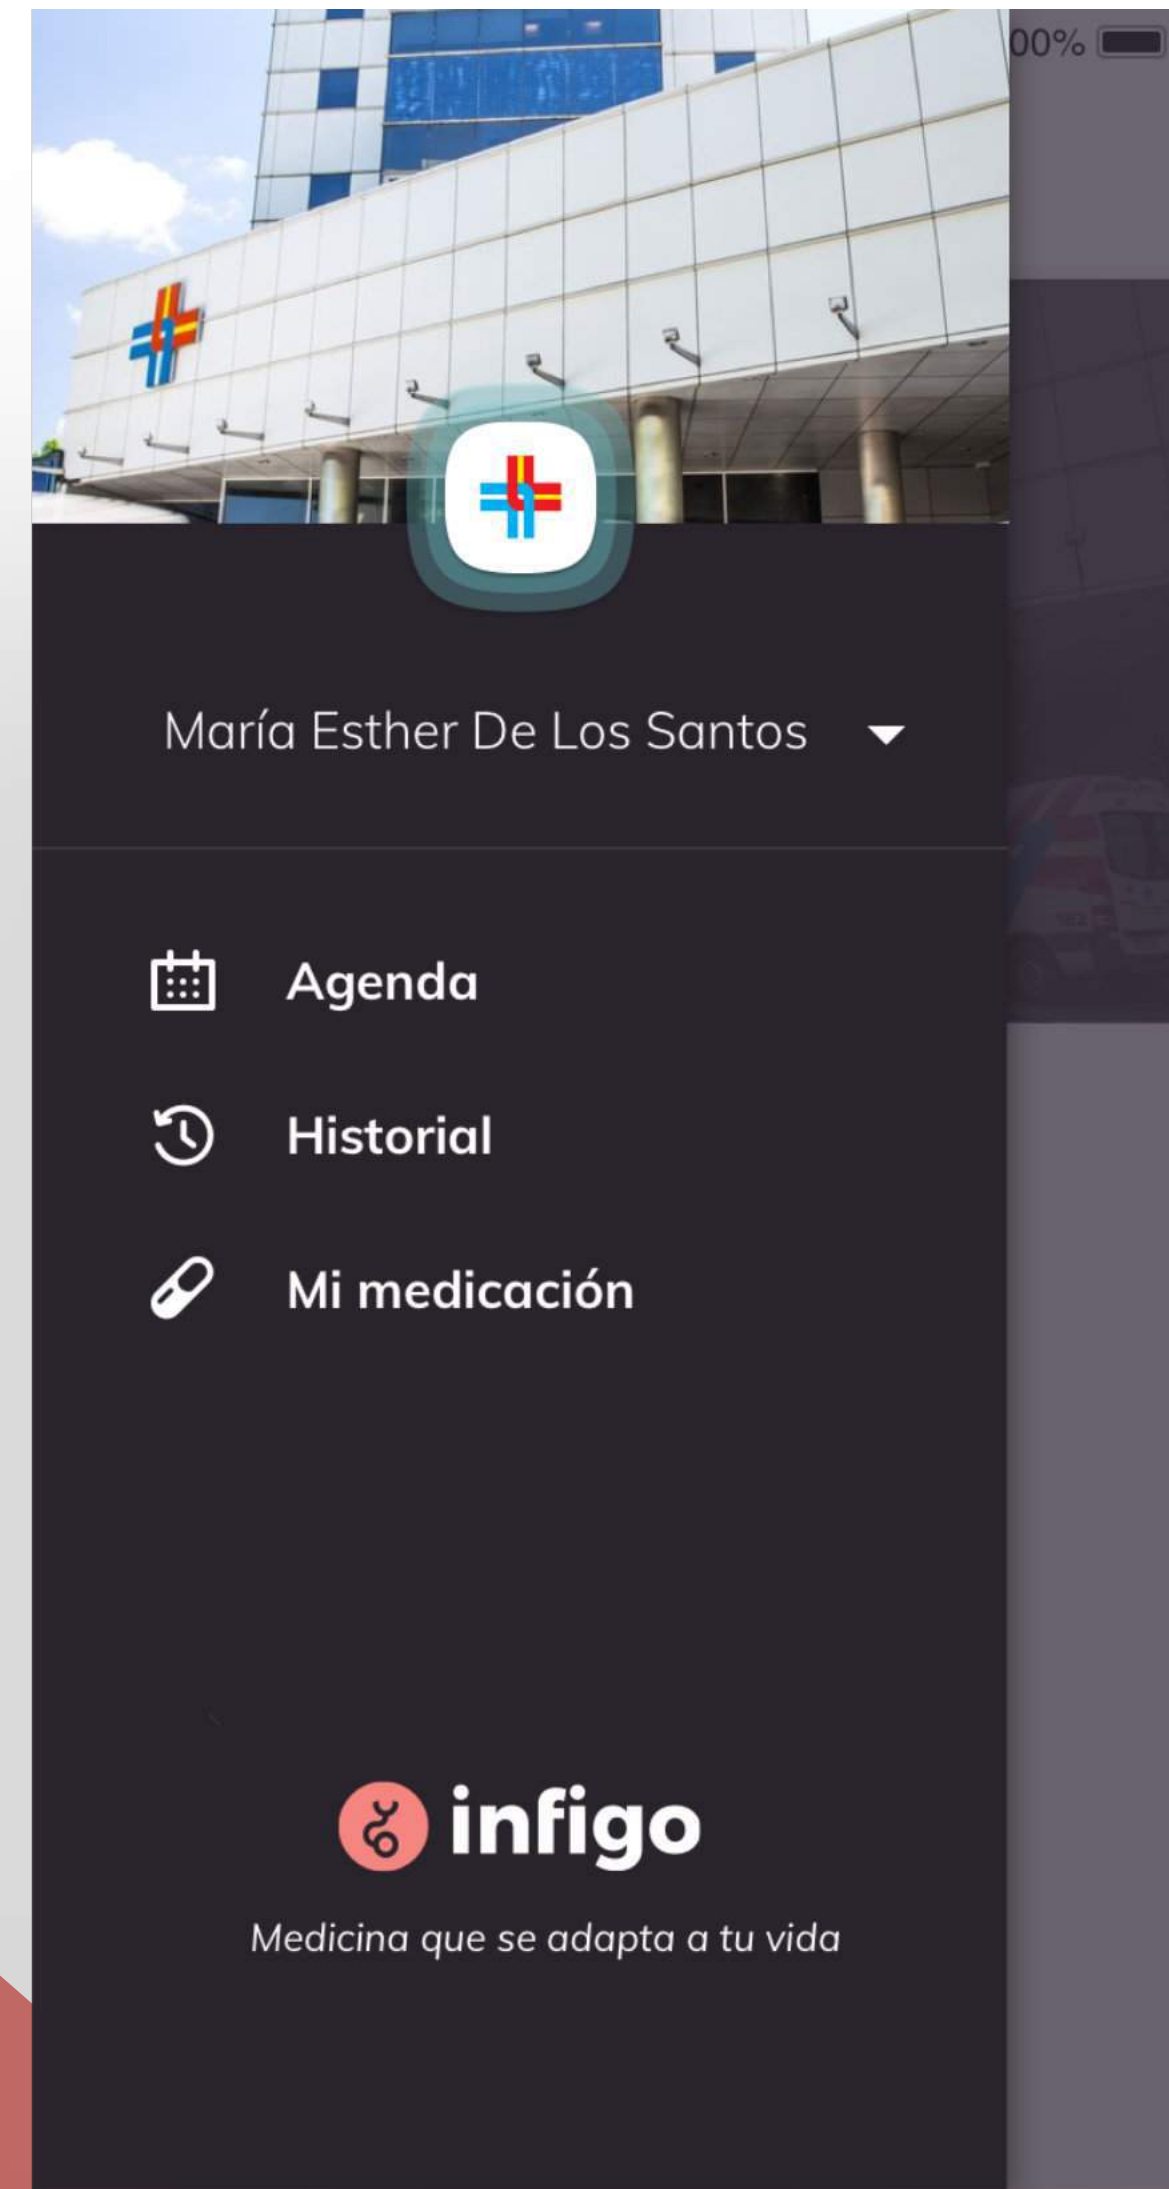 00%
María Esther De Los Santos
Agenda
Historial
Mi medicación
infigo
Medicina que se adapta a tu vida